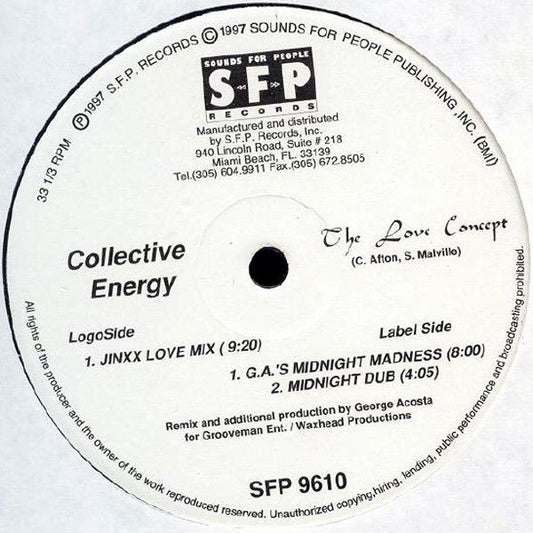 33 1/3 RPM Ⓟ1997 S.F.P. RECORDS ©1997 SOUNDS FOR PEOPLE PUBLISHING ,INC. (BMI)
SOUNDS FOR PEOPLE
S F P
RECORDS
Manufactured and distributed
by S.F.P. Records, Inc.
940 Lincoln Road, Suite # 218
Miami Beach, FL. 33139
Tel.(305) 604.9911 Fax.(305) 672.8505
Collective
Energy
The Love Concept
(C. Afton, S. Malvillo)
LogoSide
1. JINXX LOVE MIX ( 9:20)
Label Side
1. G.A.'S MIDNIGHT MADNESS (8:00)
2. MIDNIGHT DUB (4:05)
Remix and additional production by George Acosta
for Grooveman Ent. / Waxhead Productions
SFP 9610
All rights of the producer and the owner of the work reproduced reserved. Unauthorized copying,hiring, lending, public performance and broadcasting prohibited.